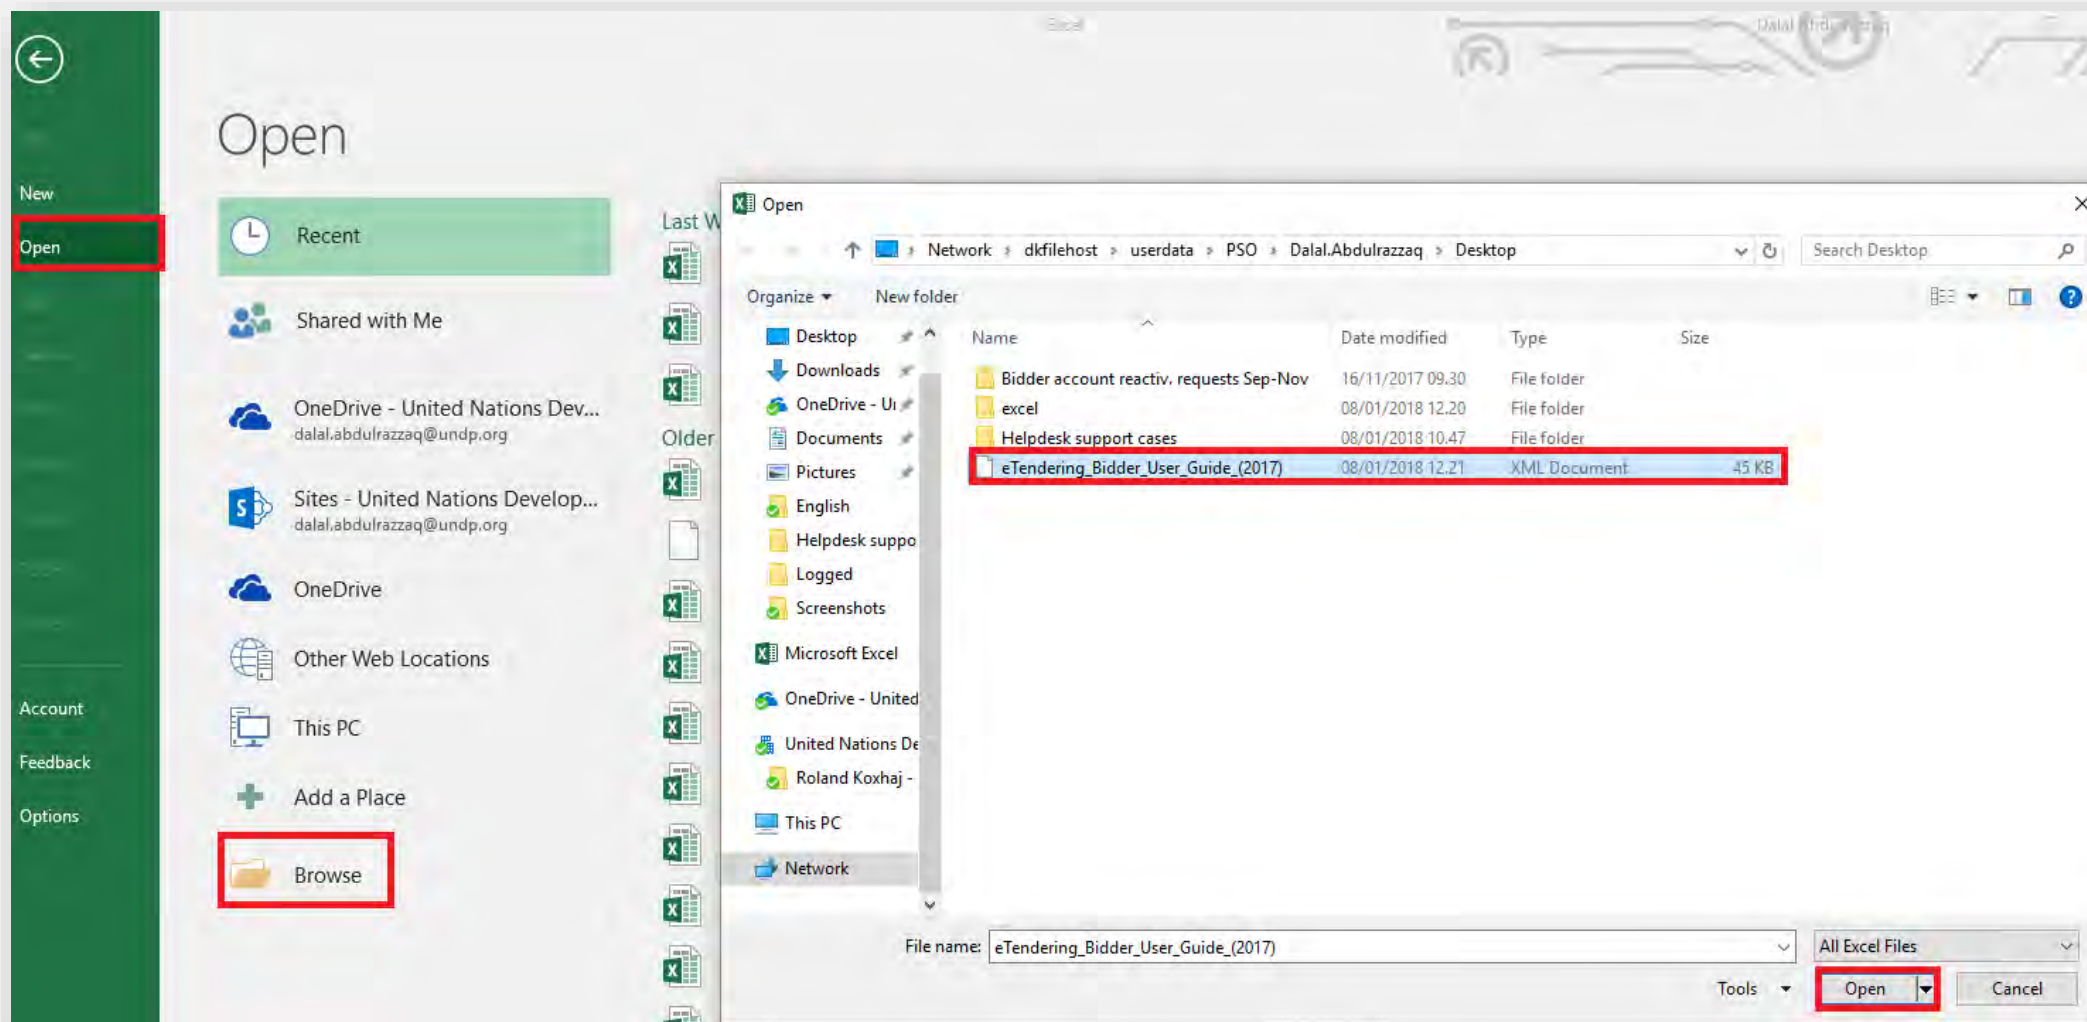 Excel
Open
New
Open
Account
Feedback
Options
Recent
Shared with Me
OneDrive - United Nations Dev...
dalal.abdulrazzaq@undp.org
Sites - United Nations Develop...
dalal.abdulrazzaq@undp.org
OneDrive
Other Web Locations
This PC
Add a Place
Browse
Last W
Older
Open
Network › dkfilehost › userdata › PSO › Dalal.Abdulrazzaq › Desktop
Search Desktop
Organize
New folder
Desktop
Downloads
OneDrive - Ui
Documents
Pictures
English
Helpdesk suppo
Logged
Screenshots
Microsoft Excel
OneDrive - United
United Nations De
Roland Koxhaj -
This PC
Network
Name Date modified Type Size
Bidder account reactiv. requests Sep-Nov 16/11/2017 09.30 File folder
excel 08/01/2018 12.20 File folder
Helpdesk support cases 08/01/2018 10.47 File folder
eTendering_Bidder_User_Guide_(2017) 08/01/2018 12.21 XML Document 45 KB
File name: eTendering_Bidder_User_Guide_(2017)
All Excel Files
Tools Open Cancel